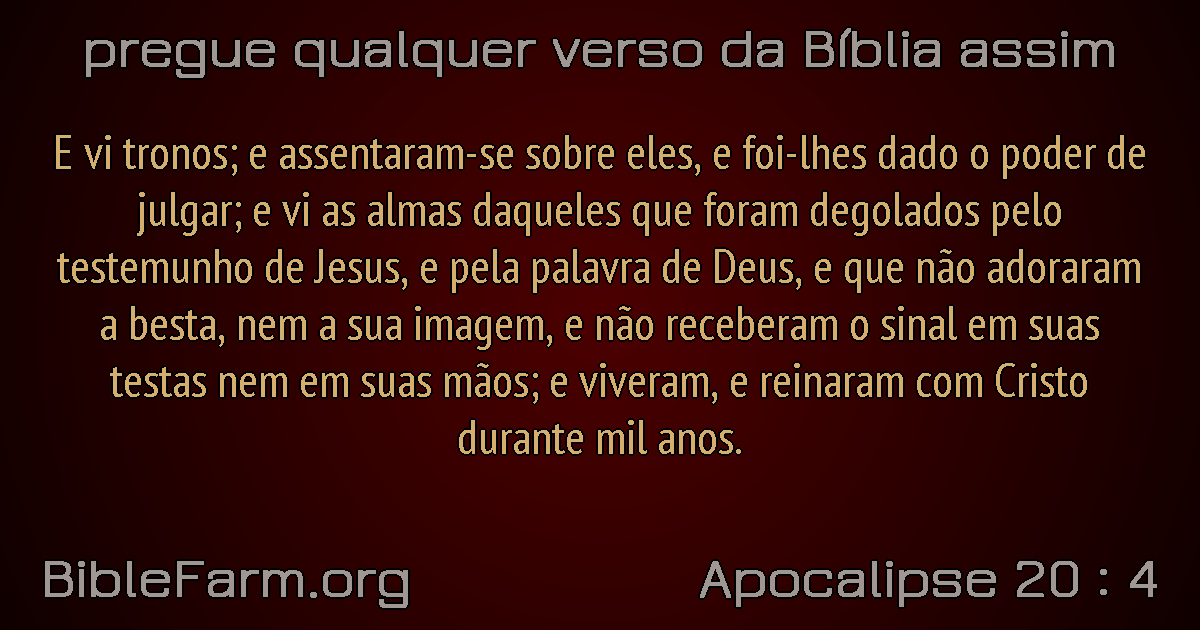 pregue qualquer verso da Bíblia assim
E vi tronos; e assentaram-se sobre eles, e foi-lhes dado o poder de
julgar; e vi as almas daqueles que foram degolados pelo
testemunho de Jesus, e pela palavra de Deus, e que não adoraram
a besta, nem a sua imagem, e não receberam o sinal em suas
testas nem em suas mãos; e viveram, e reinaram com Cristo
durante mil anos.
BibleFarm.org
Apocalipse 20 : 4